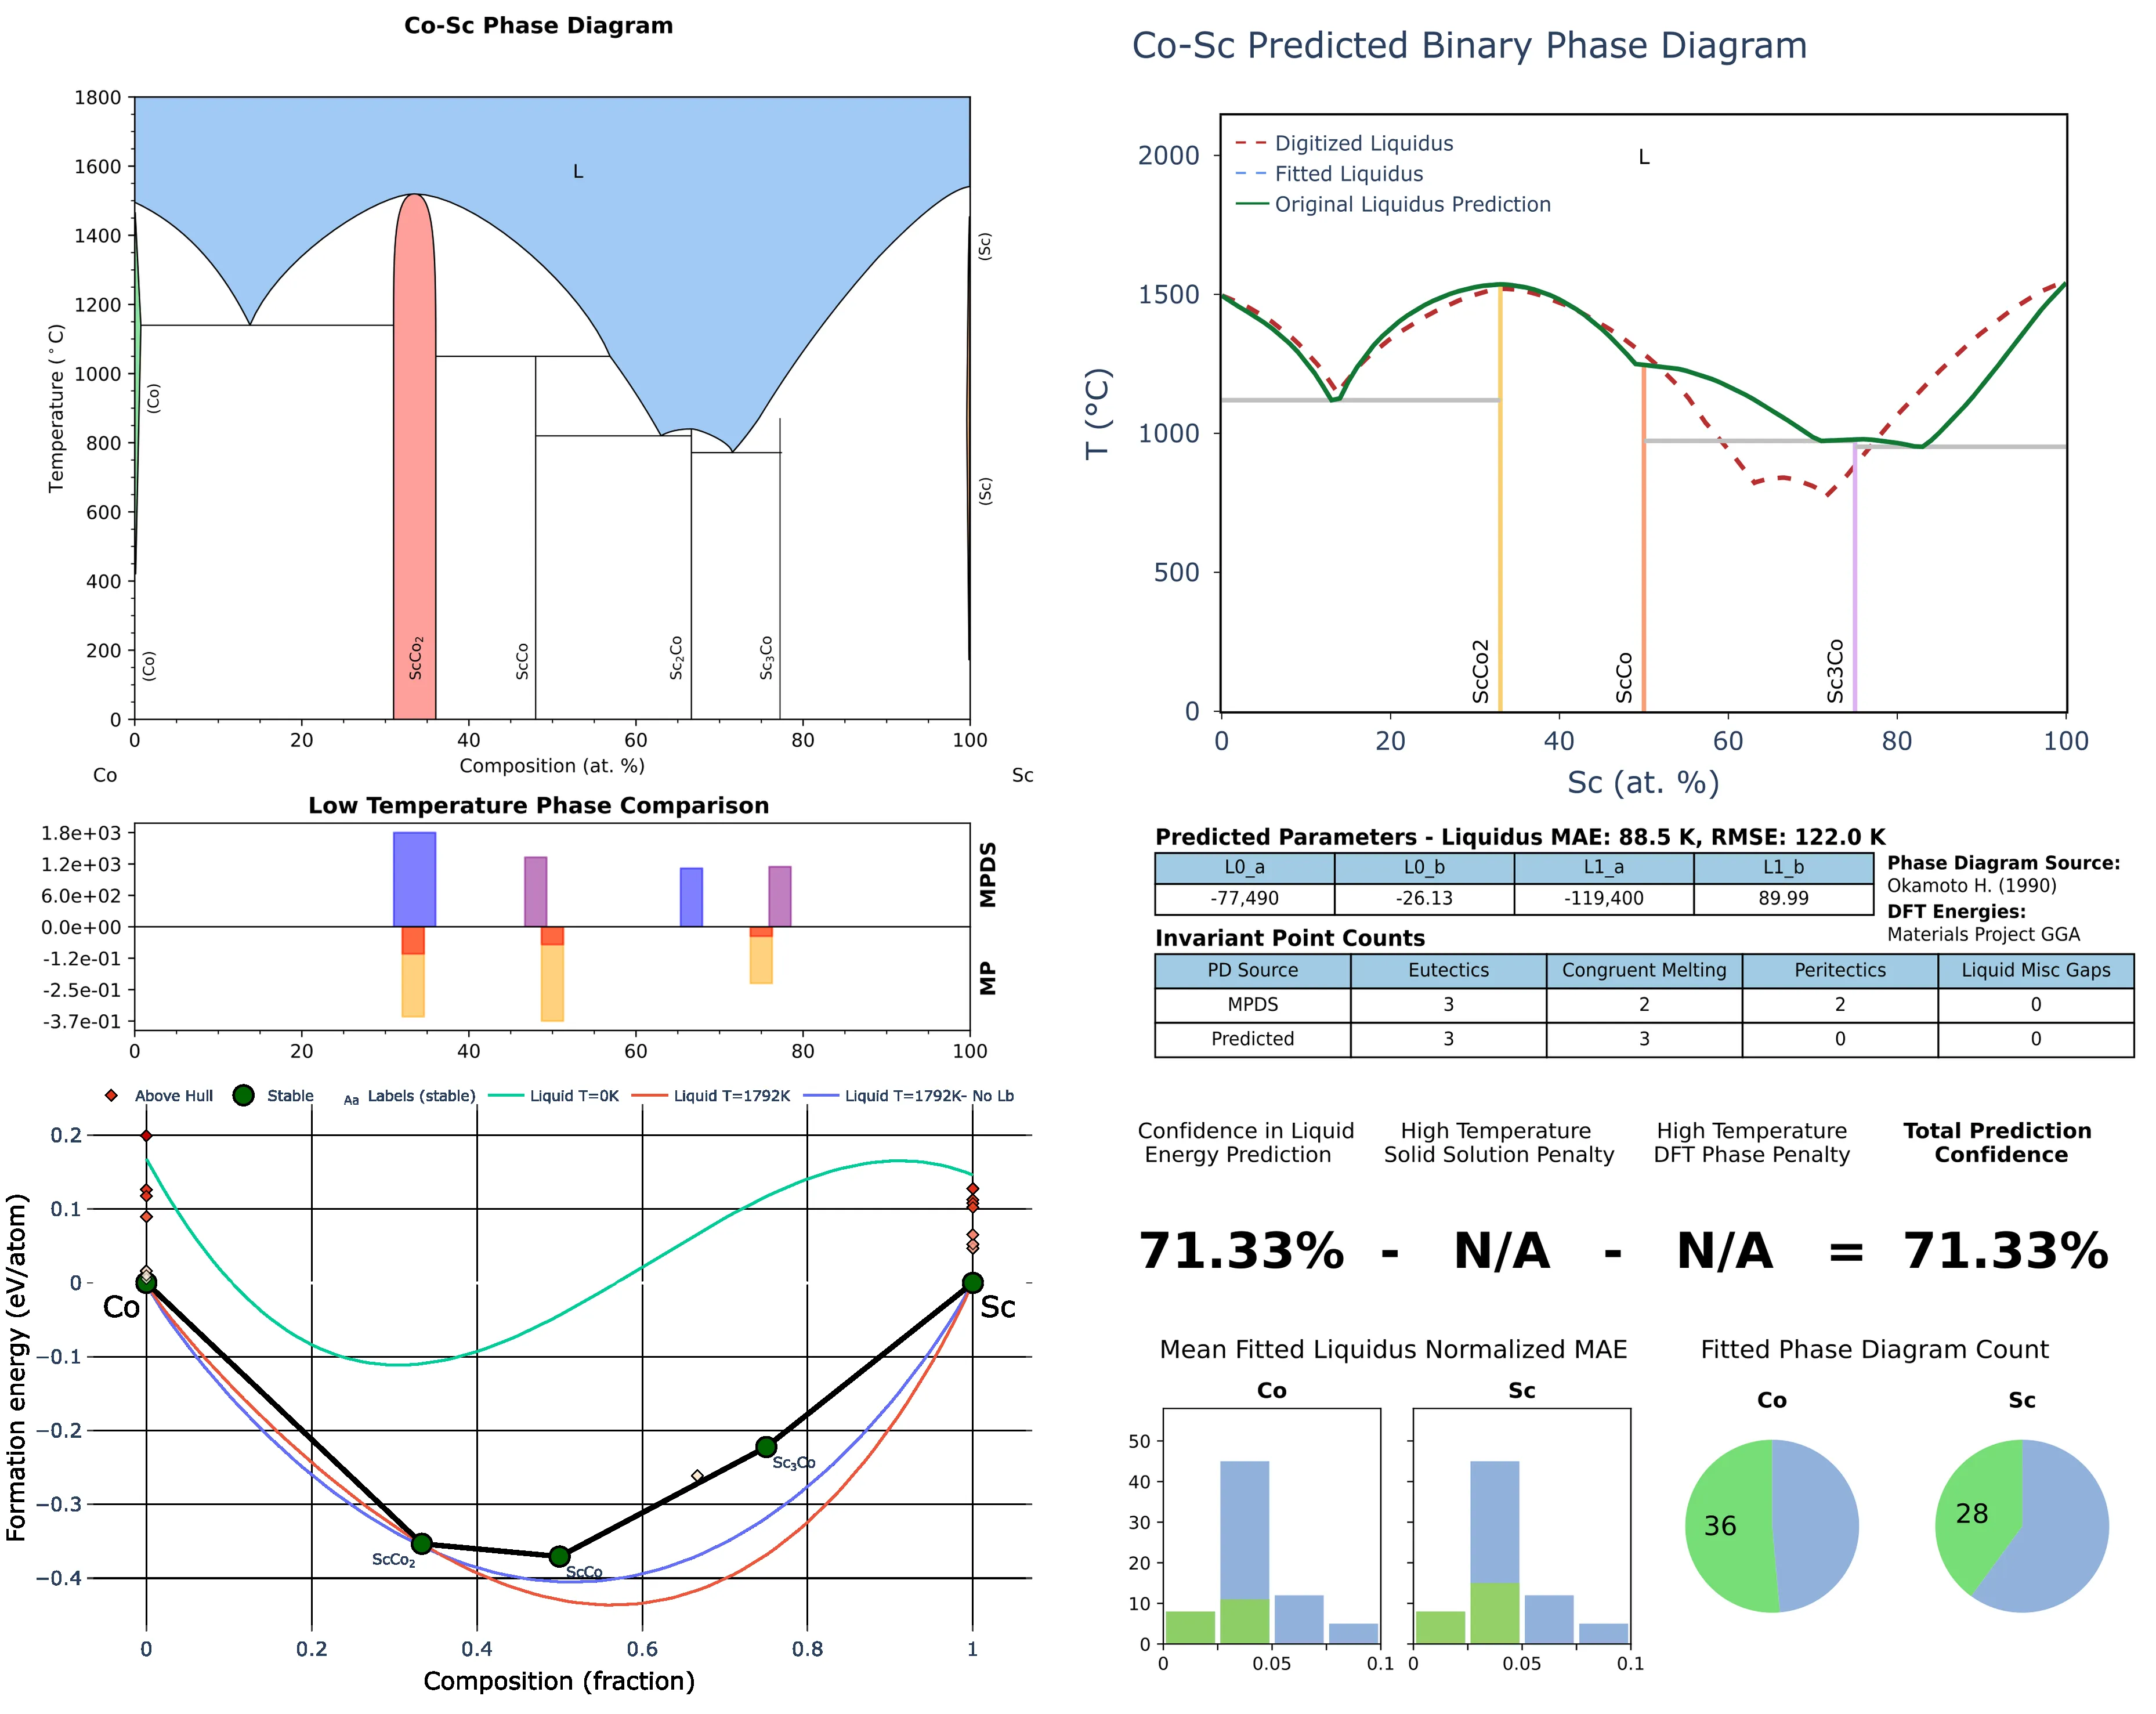 Co-Sc Phase Diagram
1800
1600
1400
1200
1000
800
600
400
200
0
Temperature (°C)
L
(Co)
(Co)
ScCo2
ScCo
Sc2Co
Sc3Co
(Sc)
(Sc)
0 20 40 60 80 100
Composition (at. %)
Co Sc
Low Temperature Phase Comparison
1.8e+03
1.2e+03
6.0e+02
0.0e+00
-1.2e-01
-2.5e-01
-3.7e-01
MPDS
MP
0 20 40 60 80 100
Above Hull Stable Aa Labels (stable) Liquid T=0K Liquid T=1792K Liquid T=1792K- No Lb
0.2
0.1
0
−0.1
−0.2
−0.3
−0.4
Formation energy (eV/atom)
Co
Sc
ScCo2
ScCo
Sc3Co
0 0.2 0.4 0.6 0.8 1
Composition (fraction)
Co-Sc Predicted Binary Phase Diagram
Digitized Liquidus
Fitted Liquidus
Original Liquidus Prediction
L
2000
1500
1000
500
0
T (°C)
ScCo2
ScCo
Sc3Co
0 20 40 60 80 100
Sc (at. %)
Predicted Parameters - Liquidus MAE: 88.5 K, RMSE: 122.0 K
L0_a L0_b L1_a L1_b
-77,490 -26.13 -119,400 89.99
Phase Diagram Source:
Okamoto H. (1990)
DFT Energies:
Materials Project GGA
Invariant Point Counts
PD Source Eutectics Congruent Melting Peritectics Liquid Misc Gaps
MPDS 3 2 2 0
Predicted 3 3 0 0
Confidence in Liquid
Energy Prediction
High Temperature
Solid Solution Penalty
High Temperature
DFT Phase Penalty
Total Prediction
Confidence
71.33% - N/A - N/A = 71.33%
Mean Fitted Liquidus Normalized MAE
Co
Sc
50
40
30
20
10
0
0 0.05 0.1
0 0.05 0.1
Fitted Phase Diagram Count
Co
Sc
36
28